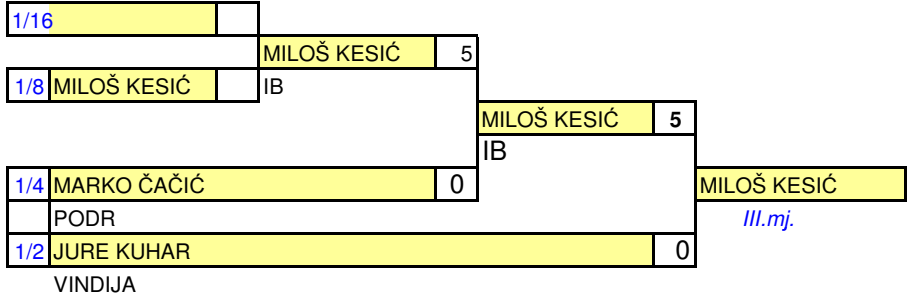 1/16
MILOŠ KESIĆ 5
1/8 MILOŠ KESIĆ IB
MILOŠ KESIĆ 5
IB
1/4 MARKO ČAČIĆ 0 MILOŠ KESIĆ
PODR III.mj.
1/2 JURE KUHAR 0
VINDIJA